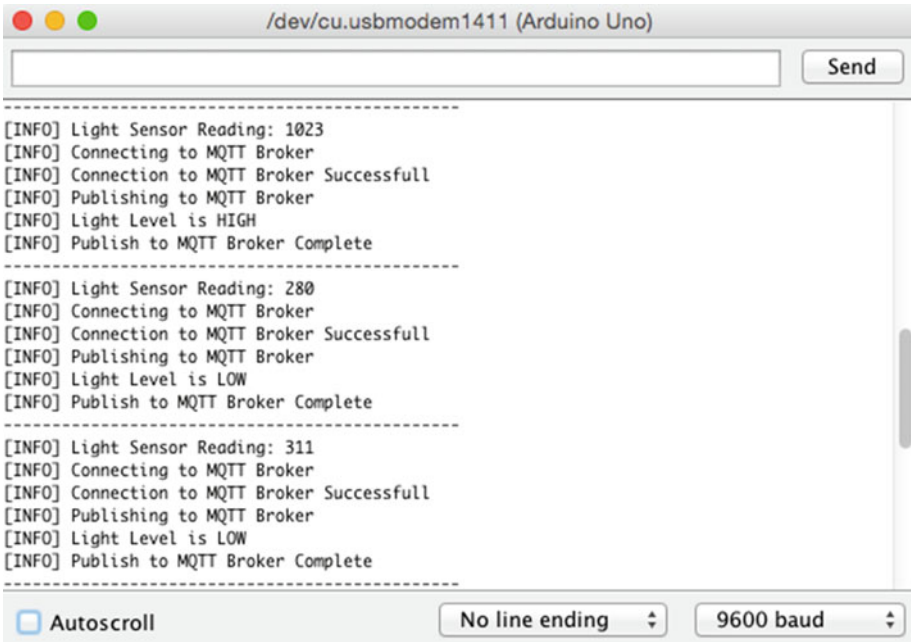 /dev/cu.usbmodem1411 (Arduino Uno)
Send
----------------------------------------------
[INFO] Light Sensor Reading: 1023
[INFO] Connecting to MQTT Broker
[INFO] Connection to MQTT Broker Successfull
[INFO] Publishing to MQTT Broker
[INFO] Light Level is HIGH
[INFO] Publish to MQTT Broker Complete
----------------------------------------------
[INFO] Light Sensor Reading: 280
[INFO] Connecting to MQTT Broker
[INFO] Connection to MQTT Broker Successfull
[INFO] Publishing to MQTT Broker
[INFO] Light Level is LOW
[INFO] Publish to MQTT Broker Complete
----------------------------------------------
[INFO] Light Sensor Reading: 311
[INFO] Connecting to MQTT Broker
[INFO] Connection to MQTT Broker Successfull
[INFO] Publishing to MQTT Broker
[INFO] Light Level is LOW
[INFO] Publish to MQTT Broker Complete
----------------------------------------------
Autoscroll No line ending 9600 baud